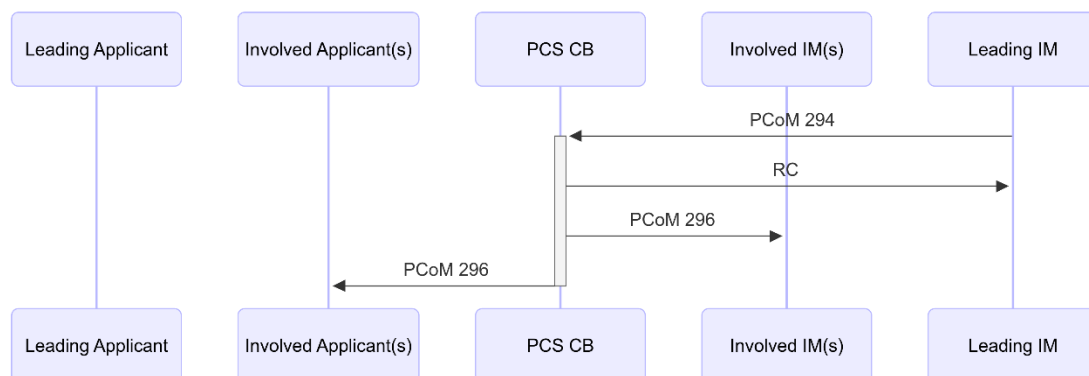 Leading Applicant
Involved Applicant(s)
PCS CB
Involved IM(s)
Leading IM
PCoM 294
RC
PCoM 296
PCoM 296
Leading Applicant
Involved Applicant(s)
PCS CB
Involved IM(s)
Leading IM